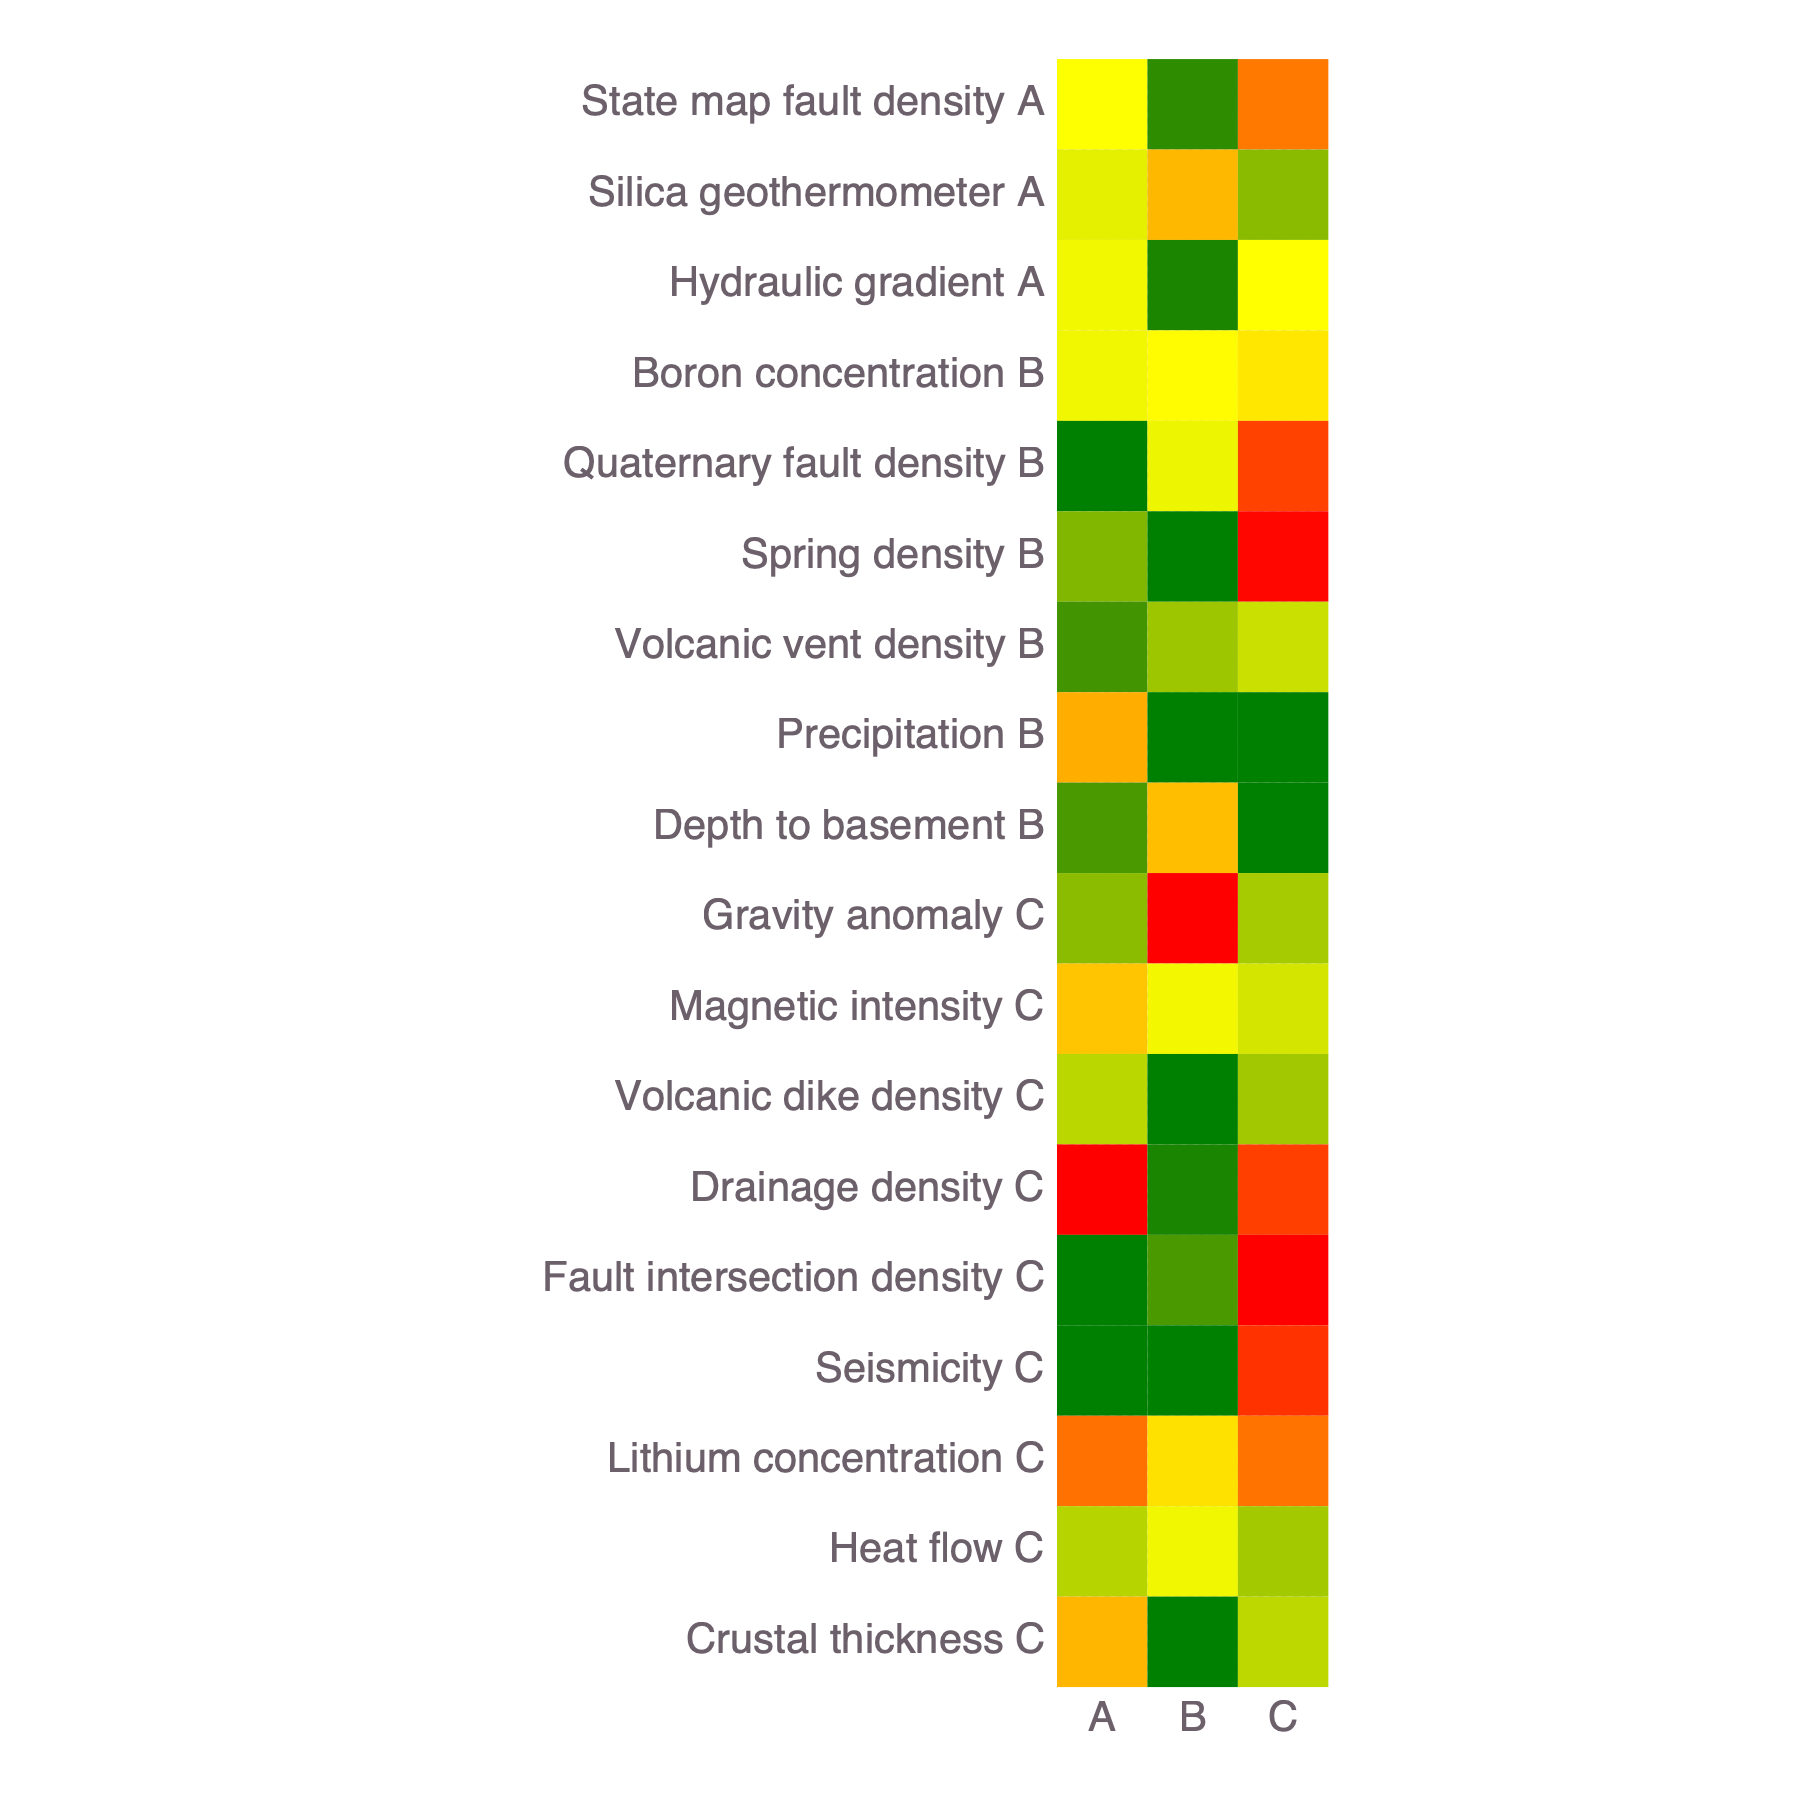 State map fault density A
Silica geothermometer A
Hydraulic gradient A
Boron concentration B
Quaternary fault density B
Spring density B
Volcanic vent density B
Precipitation B
Depth to basement B
Gravity anomaly C
Magnetic intensity C
Volcanic dike density C
Drainage density C
Fault intersection density C
Seismicity C
Lithium concentration C
Heat flow C
Crustal thickness C
A B C